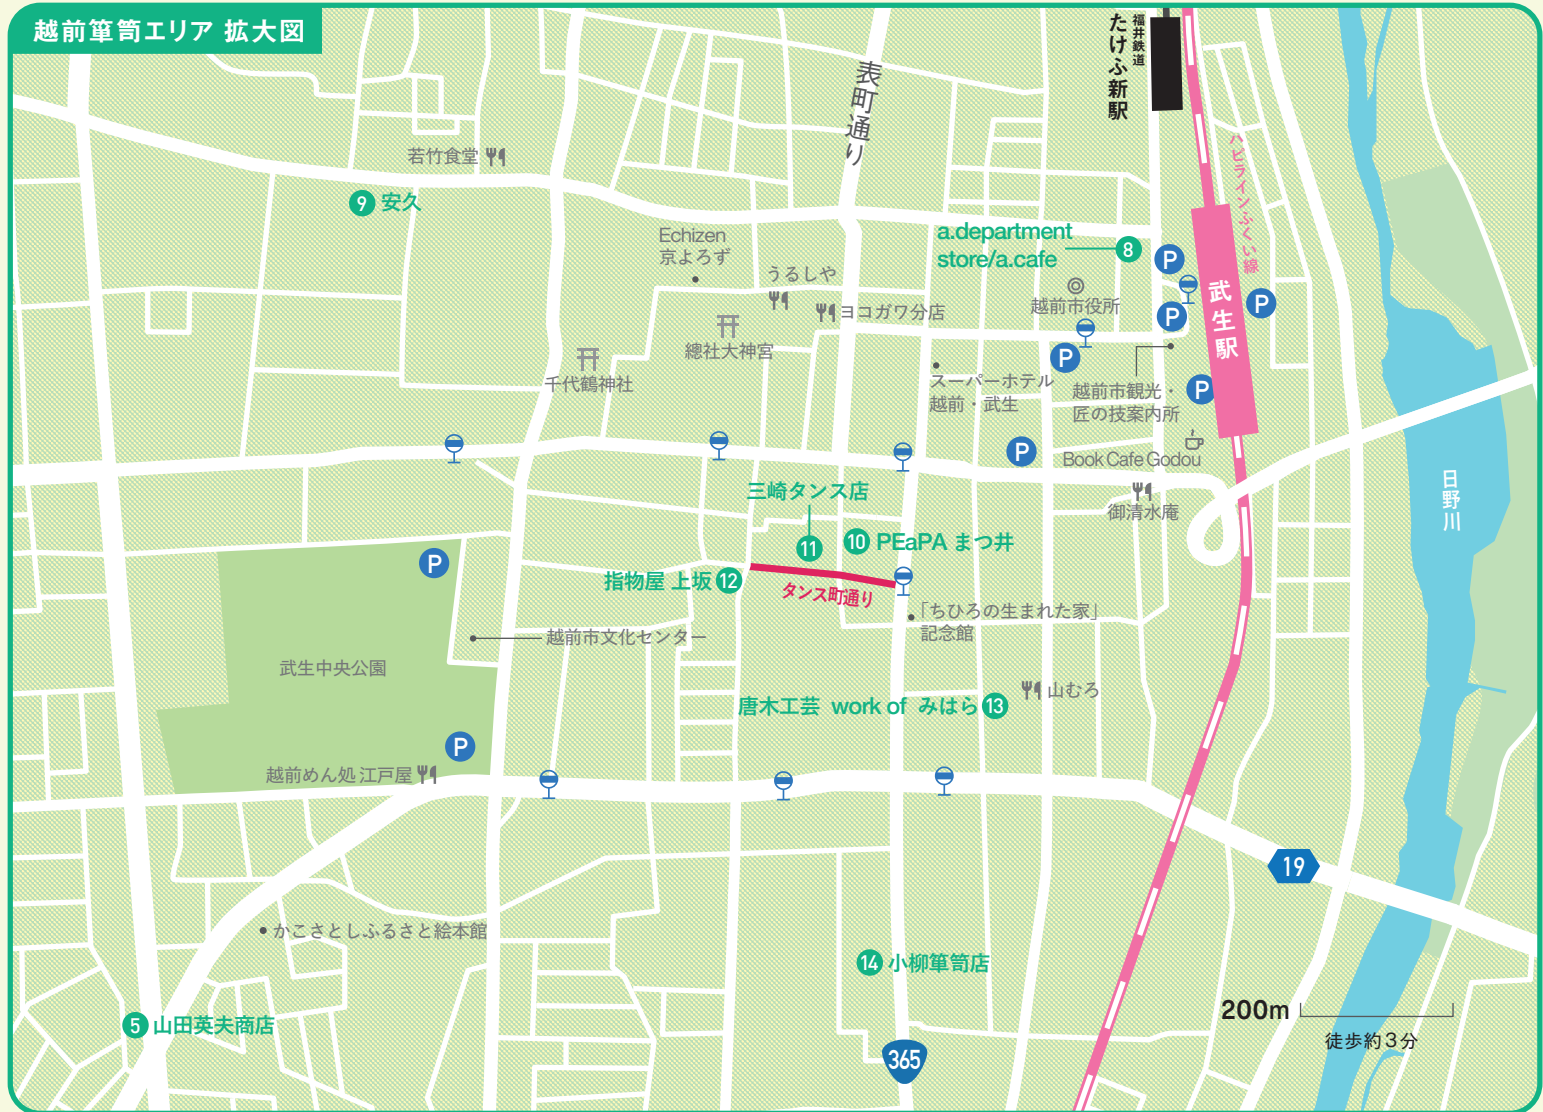 越前箪笥エリア 拡大図
福井鉄道
たけふ新駅
表町通り
ハピラインふくい線
若竹食堂
9 安久
Echizen
京よろず
うるしや
ヨコガワ分店
a.department
store/a.cafe
8
P
越前市役所
P
P
武生駅
總社大神宮
千代鶴神社
P
スーパーホテル
越前・武生
越前市観光・
匠の技案内所
P
Book Cafe Godou
P
御清水庵
日野川
三崎タンス店
11
10 PEaPA まつ井
指物屋 上坂 12
タンス町通り
P
「ちひろの生まれた家」
記念館
越前市文化センター
武生中央公園
山むろ
唐木工芸 work of みはら 13
P
越前めん処 江戸屋
19
かこさとしふるさと絵本館
14 小柳箪笥店
5 山田英夫商店
365
200m
徒歩約3分